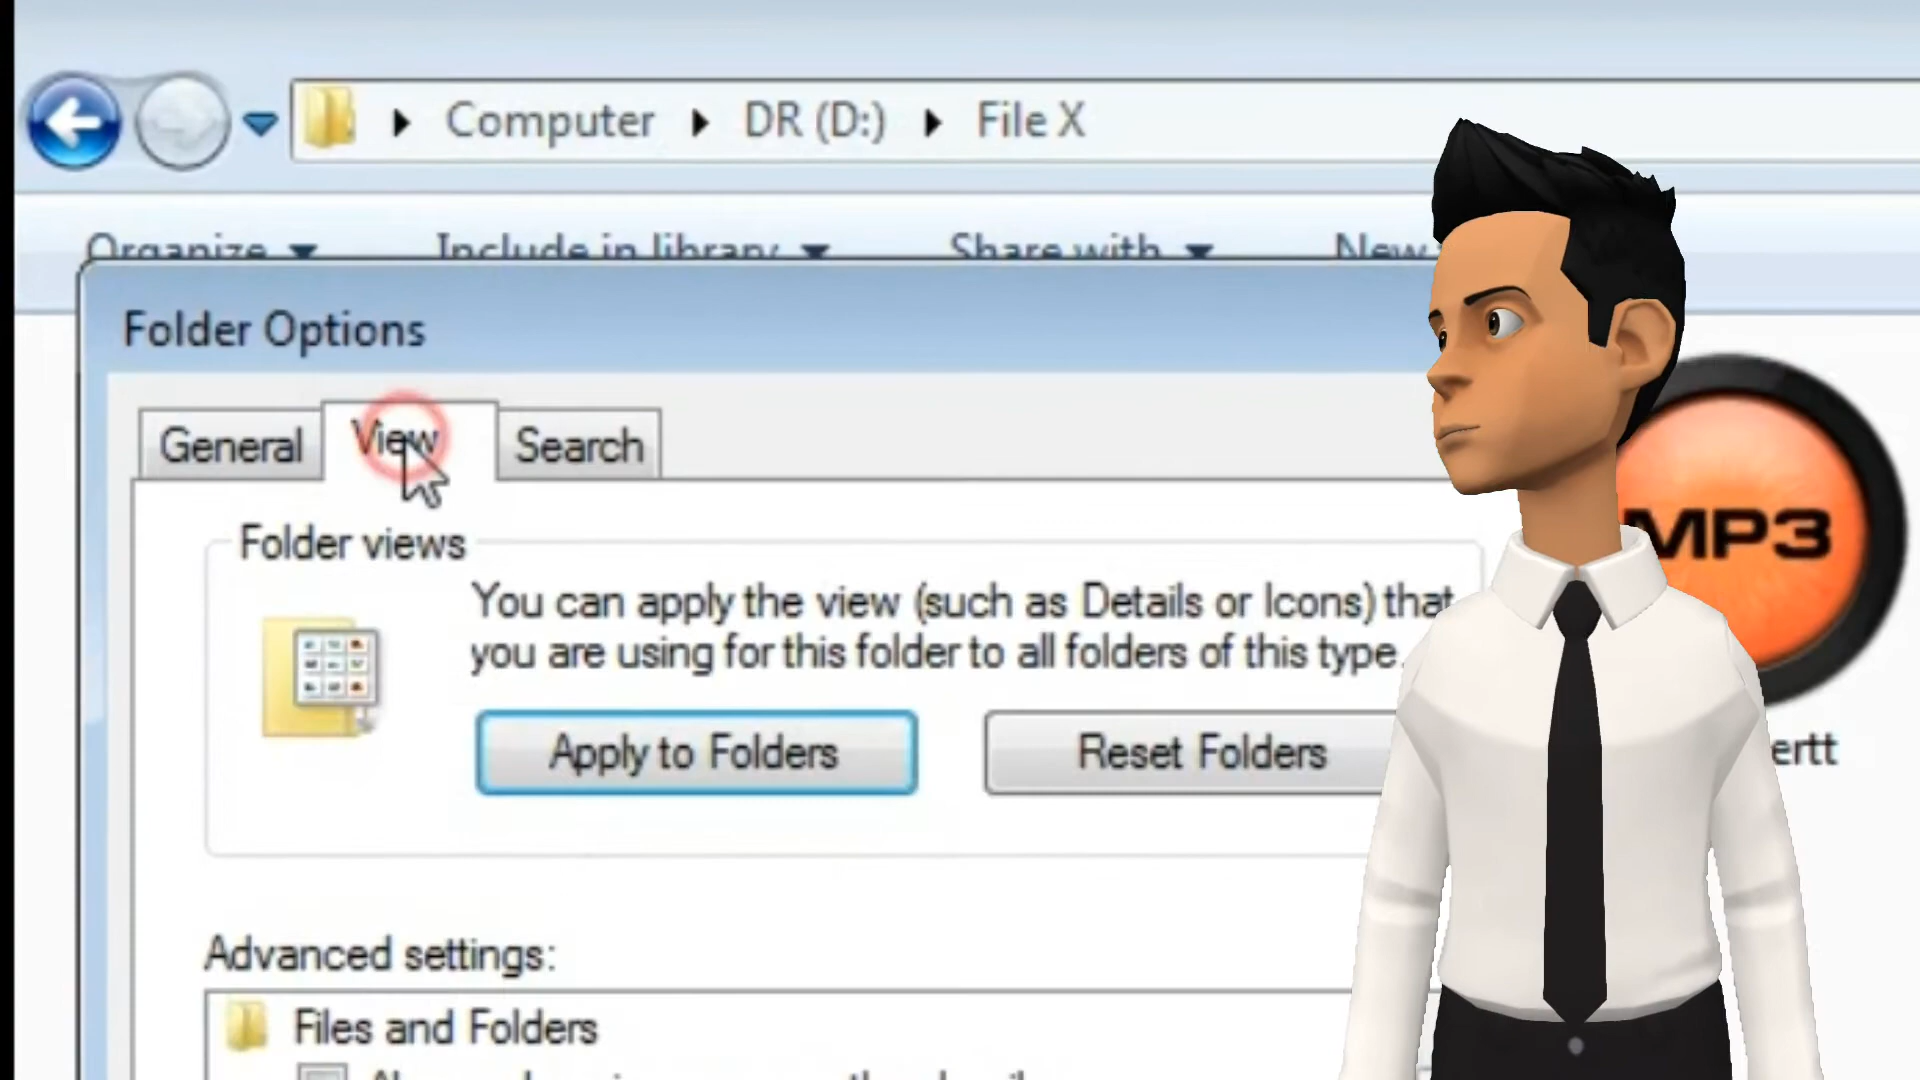 Computer DR (D:) File X
Organize Include in library Share with New
Folder Options
General View Search
Folder views
You can apply the view (such as Details or Icons) that
you are using for this folder to all folders of this type.
MP3
Apply to Folders Reset Folders
ertt
Advanced settings:
Files and Folders